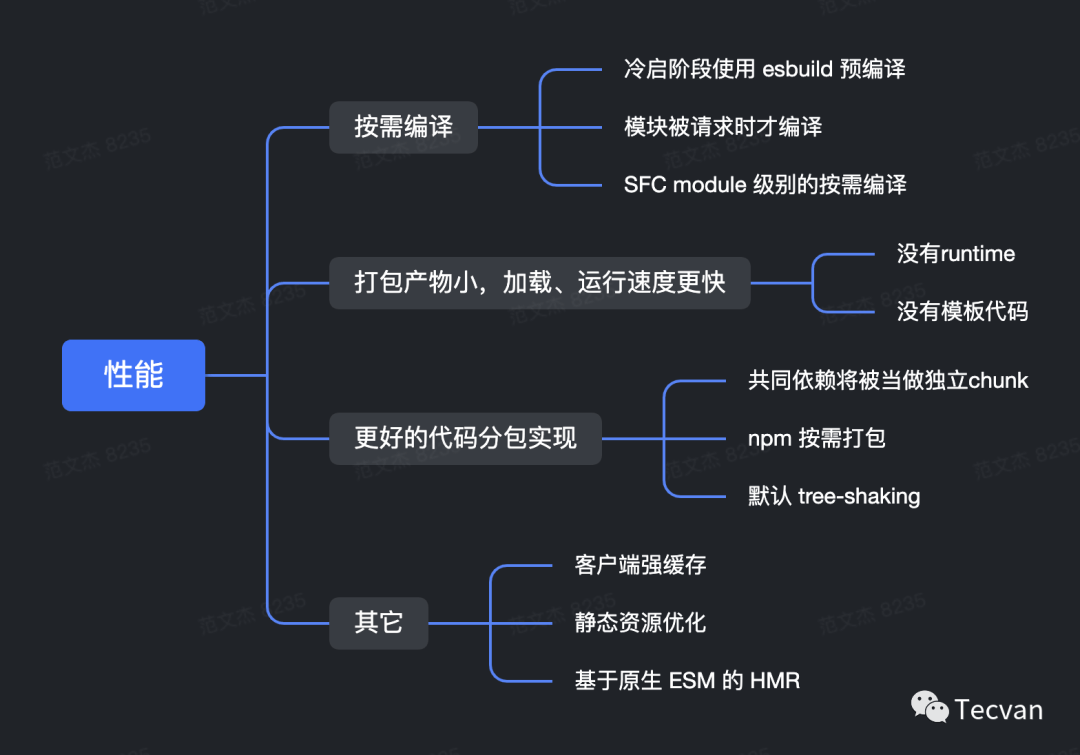 冷启阶段使用 esbuild 预编译
按需编译
模块被请求时才编译
SFC module 级别的按需编译
没有runtime
打包产物小，加载、运行速度更快
没有模板代码
性能
共同依赖将被当做独立chunk
更好的代码分包实现
npm 按需打包
默认 tree-shaking
客户端强缓存
其它
静态资源优化
基于原生 ESM 的 HMR
Tecvan
范文杰 8235